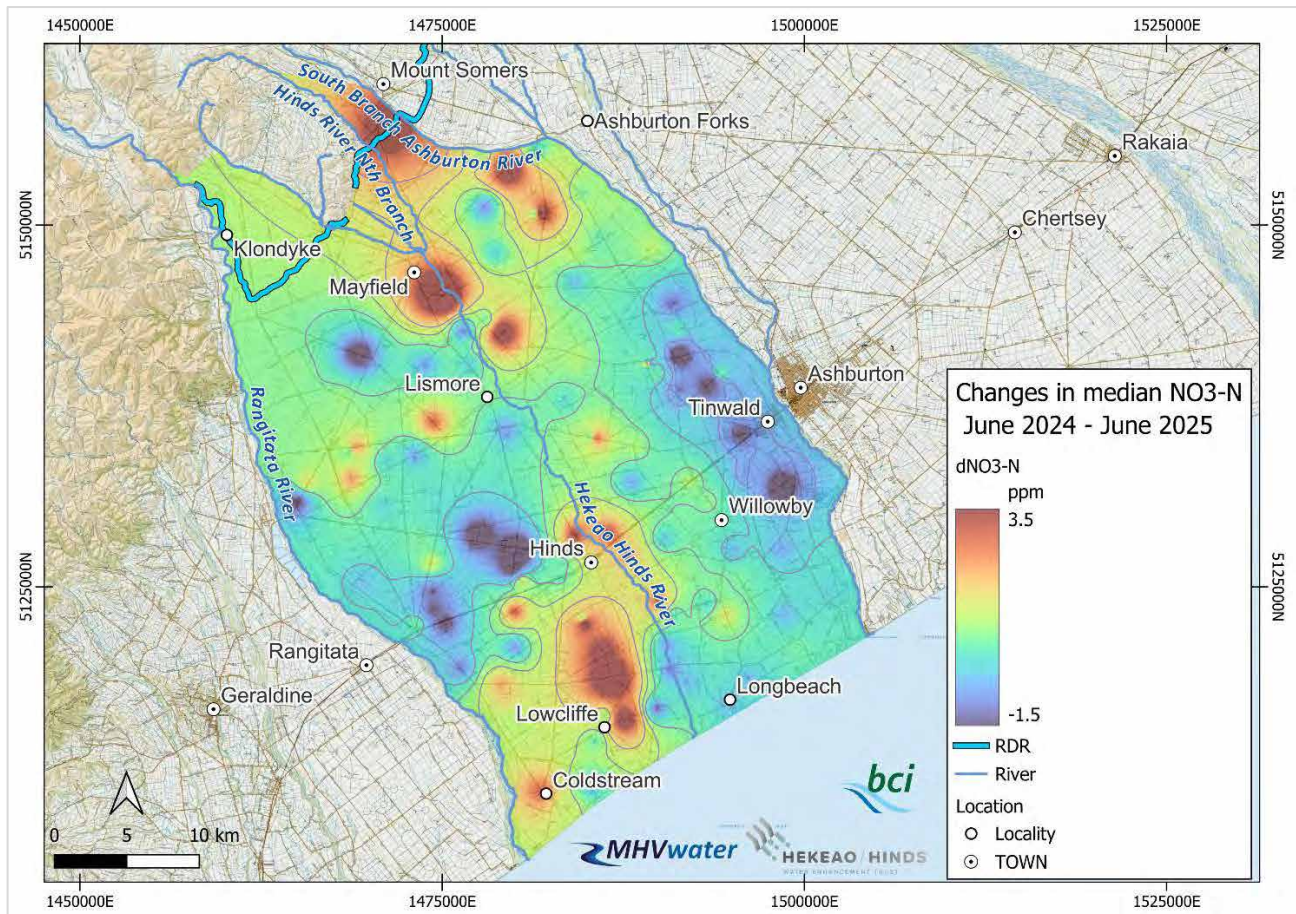 1450000E
1475000E
1500000E
1525000E
Mount Somers
South Branch Ashburton River
Hinds River Nth Branch
Ashburton Forks
Rakaia
5150000N
Chertsey
5150000N
Klondyke
Mayfield
Lismore
Ashburton
Tinwald
Rangitata River
Willowby
Hinds
Hekeao Hinds River
5125000N
5125000N
Rangitata
Geraldine
Longbeach
Lowcliffe
Coldstream
Changes in median NO3-N
June 2024 - June 2025
dNO3-N
ppm
3.5
-1.5
RDR
River
Location
Locality
TOWN
0 5 10 km
bci
MHVwater
HEKEAO / HINDS
WATER ENHANCEMENT TRUST
1450000E
1475000E
1500000E
1525000E